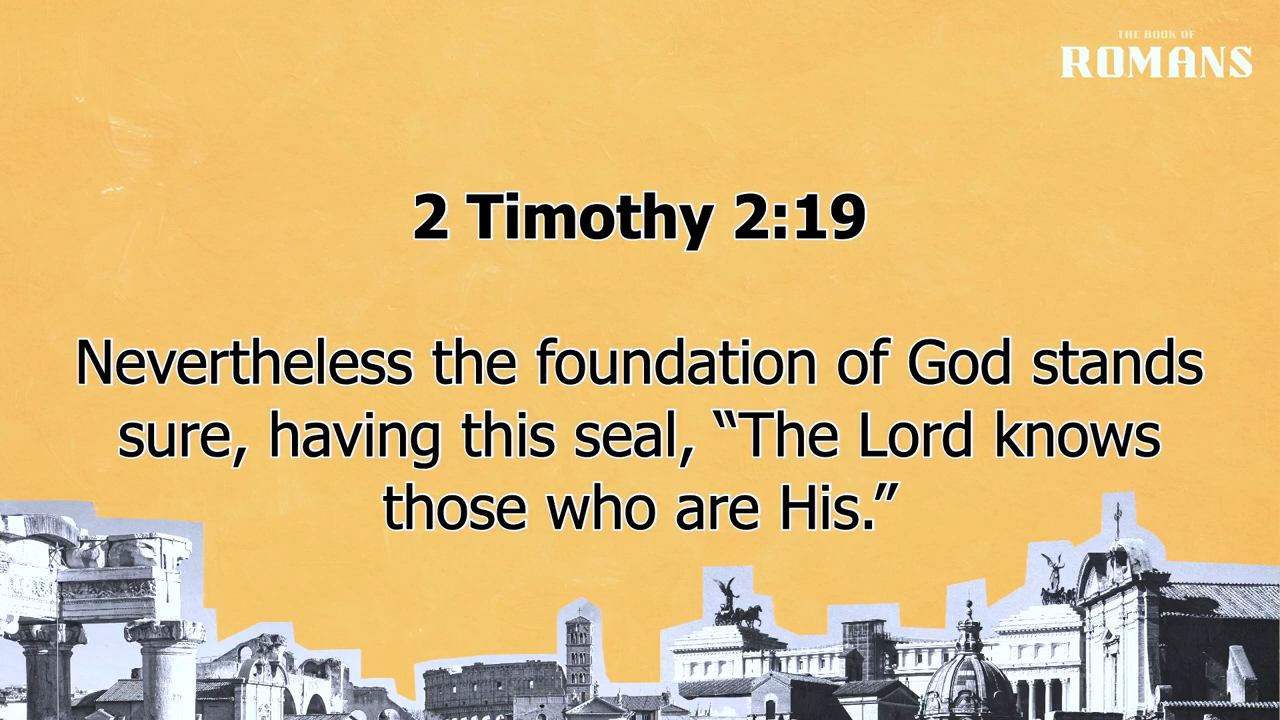 THE BOOK OF
ROMANS
2 Timothy 2:19
Nevertheless the foundation of God stands
sure, having this seal, “The Lord knows
those who are His.”